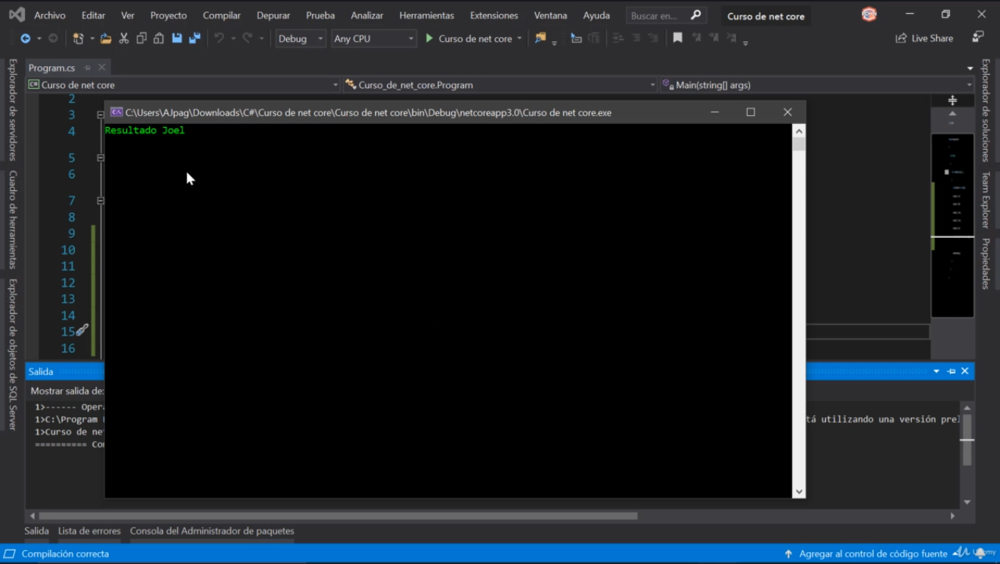 Archivo Editar Ver Proyecto Compilar Depurar Prueba Analizar Herramientas Extensiones Ventana Ayuda Buscar en... Curso de net core
Debug Any CPU Curso de net core Live Share
Program.cs
Curso de net core Curso_de_net_core.Program Main(string[] args)
Explorador de servidores
Cuadro de herramientas
Explorador de objetos de SQL Server
2
3
4
5
6
7
8
9
10
11
12
13
14
15
16
C:\Users\AJpag\Downloads\C#\Curso de net core\Curso de net core\bin\Debug\netcoreapp3.0\Curso de net core.exe
Resultado Joel
Explorador de soluciones
Team Explorer
Propiedades
Salida
Mostrar salida de:
1>------ Opera
1>C:\Program tá utilizando una versión prel
1>Curso de net
========== Com
Salida Lista de errores Consola del Administrador de paquetes
Compilación correcta Agregar al control de código fuente
Udemy